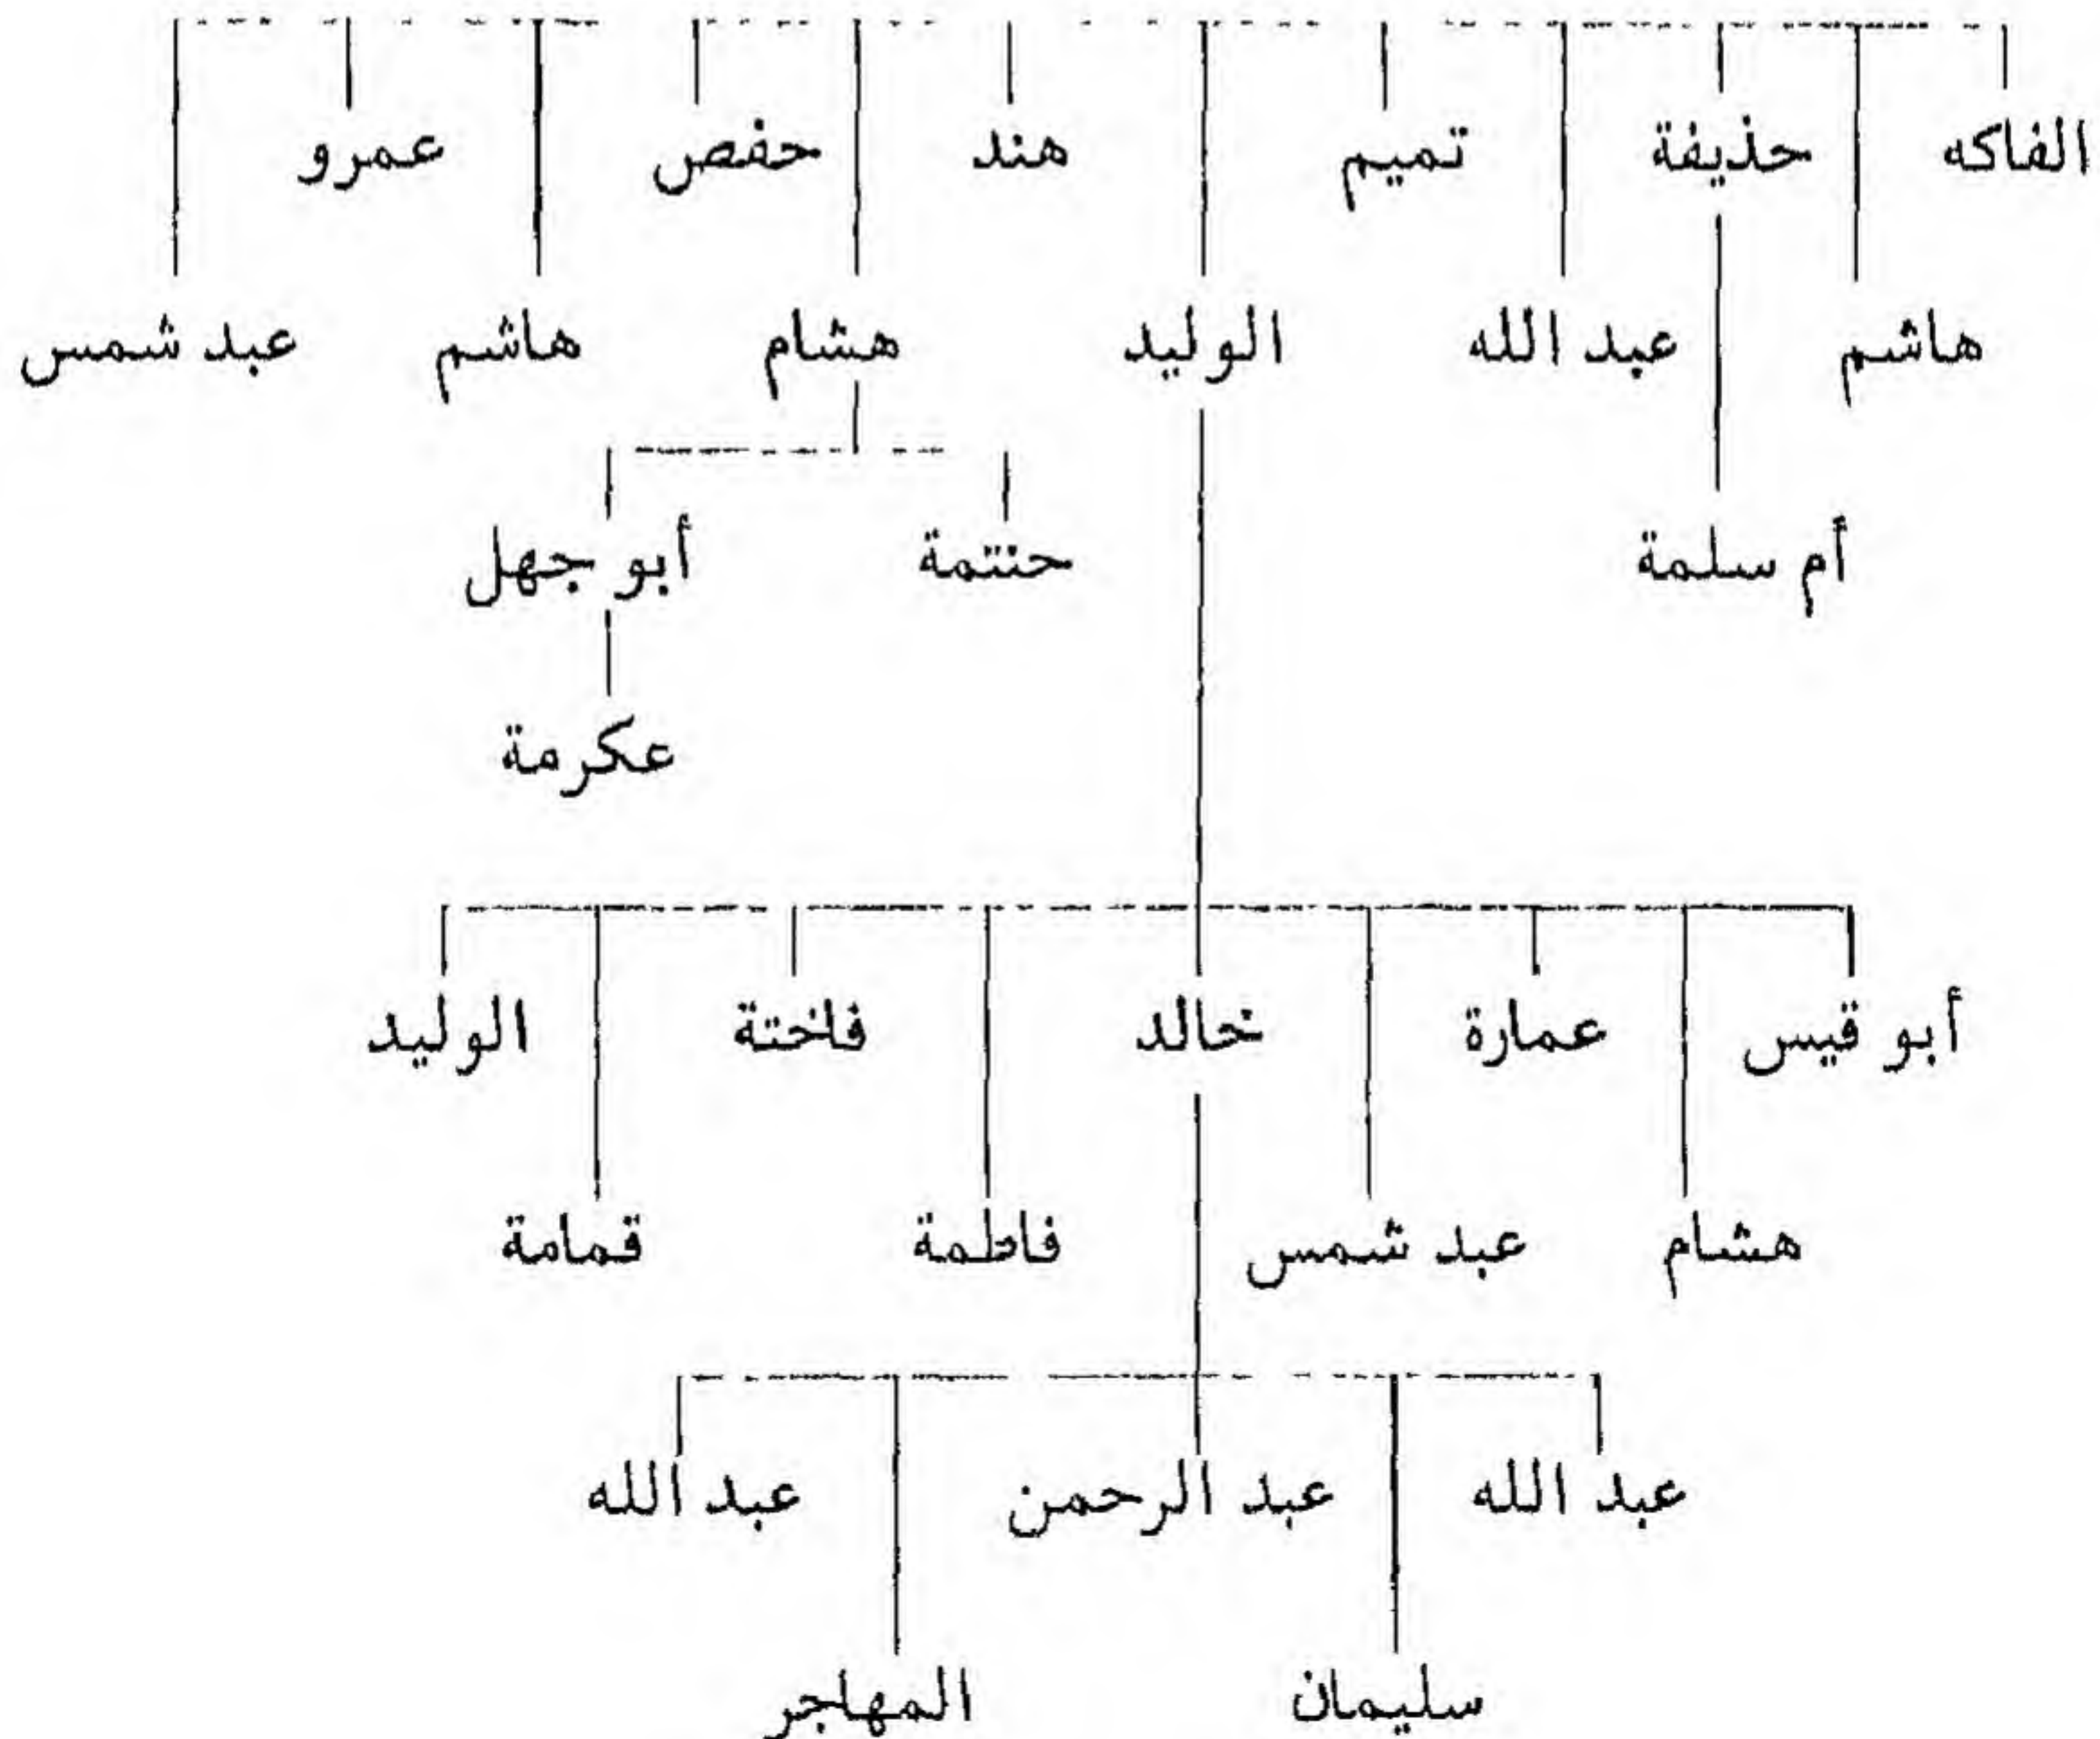 الفاكه حذيفة تميم هند حفص عمرو
هاشم عبد الله الوليد هشام هاشم عبد شمس
أم سلمة حنتمة أبو جهل
عكرمة
أبو قيس عمارة خالد فاختة الوليد
هشام عبد شمس فاطمة قمامة
عبد الله عبد الرحمن عبد الله
سليمان المهاجر